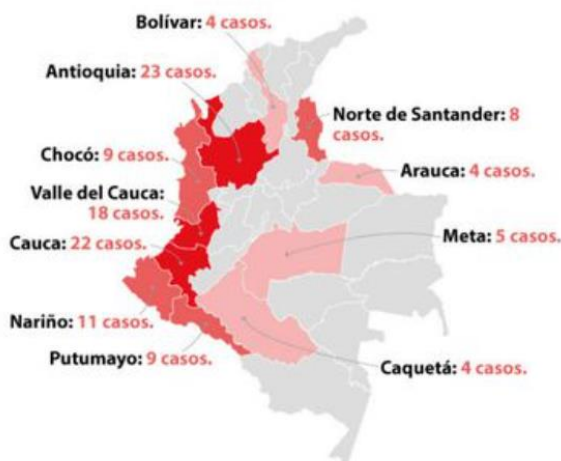 Bolívar: 4 casos.
Antioquia: 23 casos.
Norte de Santander: 8
casos.
Chocó: 9 casos.
Arauca: 4 casos.
Valle del Cauca:
18 casos.
Cauca: 22 casos.
Meta: 5 casos.
Nariño: 11 casos.
Putumayo: 9 casos.
Caquetá: 4 casos.